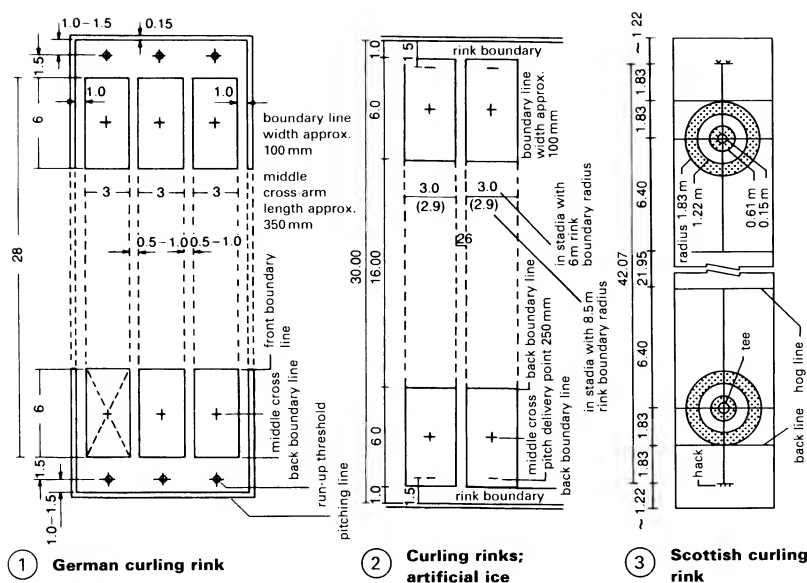 1.0–1.5
0.15
1.5
1.0
1.0
6
boundary line
width approx.
100 mm
middle
cross-arm
length approx.
350 mm
3
3
3
28
0.5–1.0
0.5–1.0
front boundary
line
6
middle cross
back boundary line
run-up threshold
pitching line
1.5
1.0–1.5
1 German curling rink
1.0
1.5
rink boundary
6.0
boundary line
width approx.
100 mm
3.0
(2.9)
3.0
(2.9)
26
30.00
16.00
in stadia with
6m rink
boundary radius
in stadia with 8.5m
rink boundary radius
back boundary line
middle cross
pitch delivery point 250 mm
back boundary line
6.0
1.0
1.5
rink boundary
2 Curling rinks;
artificial ice
~ 1 22
1.83
1.83
6.40
radius 1.83 m
1.22 m
0.61 m
0.15 m
42.07
21.95
6.40
tee
hog line
1.83
back line
1.83
hack
~ 1.22
3 Scottish curling
rink